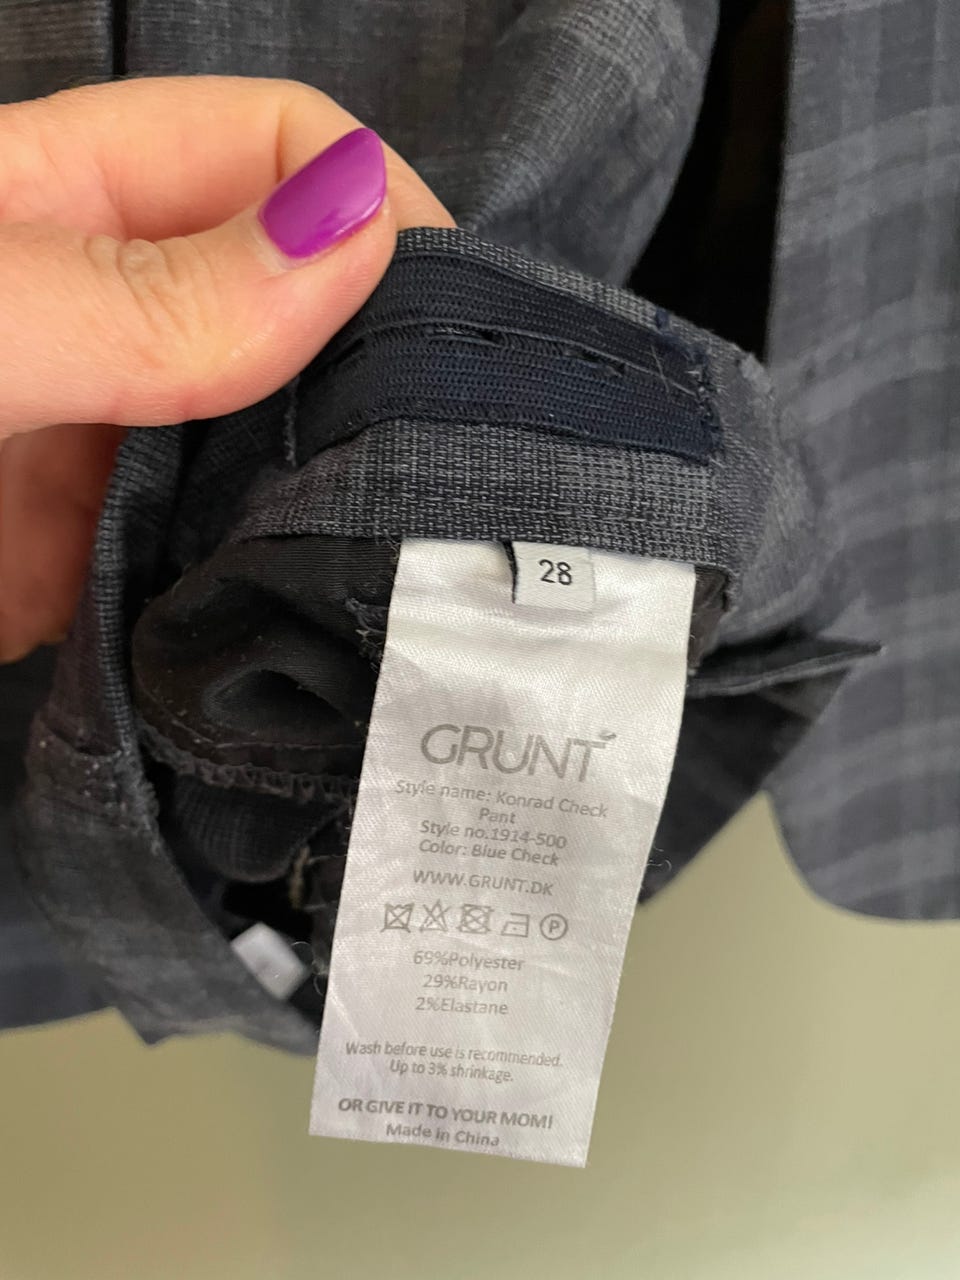 28
GRUNT
Style name: Konrad Check
Pant
Style no.1914-500
Color: Blue Check
WWW.GRUNT.DK
P
69%Polyester
29%Rayon
2%Elastane
Wash before use is recommended.
Up to 3% shrinkage.
OR GIVE IT TO YOUR MOM!
Made in China